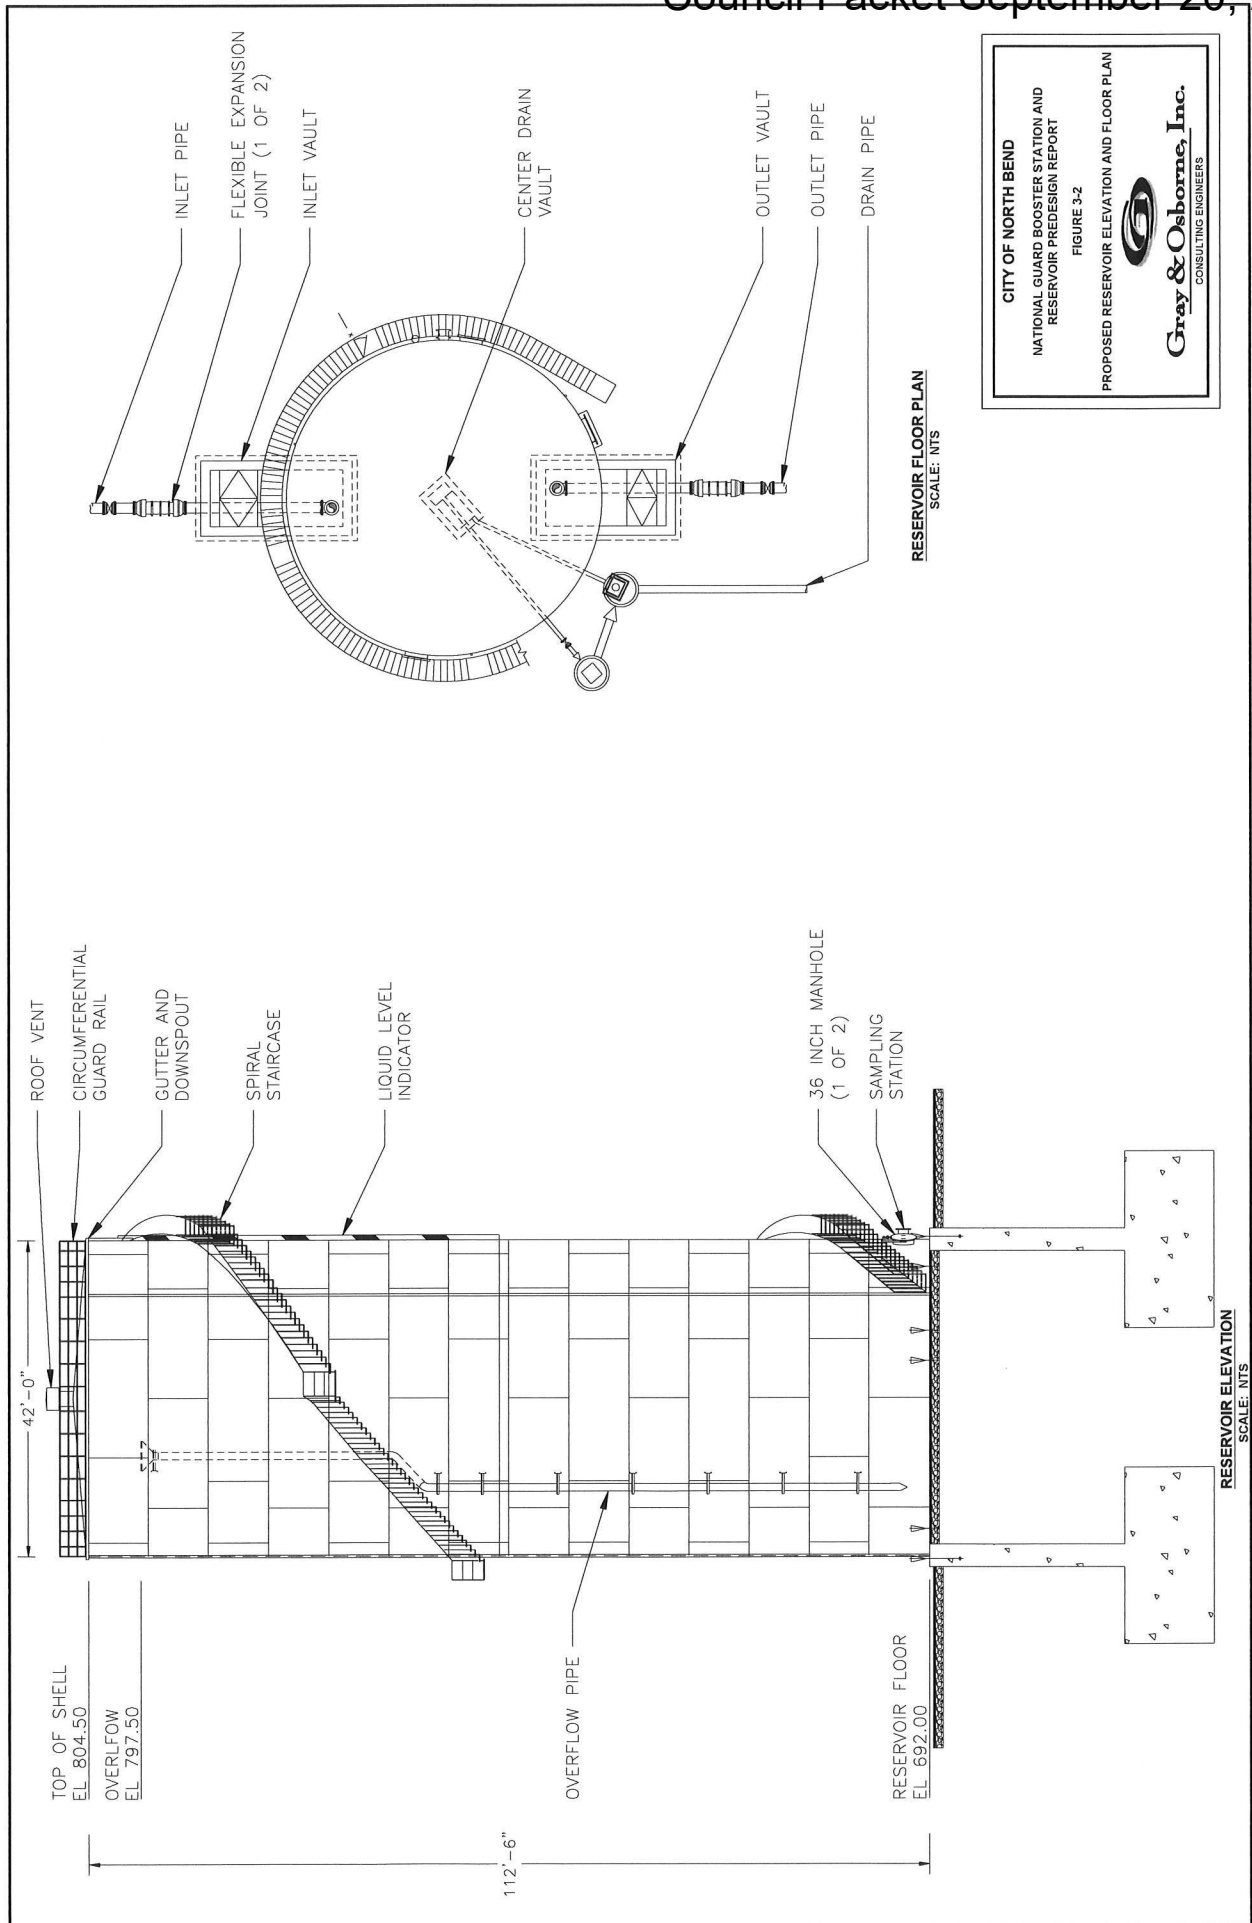 Council Packet September 20,
ROOF VENT
CIRCUMFERENTIAL
GUARD RAIL
GUTTER AND
DOWNSPOUT
SPIRAL
STAIRCASE
LIQUID LEVEL
INDICATOR
36 INCH MANHOLE
(1 OF 2)
SAMPLING
STATION
42'-0"
TOP OF SHELL
EL 804.50
OVERLFOW
EL 797.50
112'-6"
OVERFLOW PIPE
RESERVOIR FLOOR
EL 692.00
RESERVOIR ELEVATION
SCALE: NTS
INLET PIPE
FLEXIBLE EXPANSION
JOINT (1 OF 2)
INLET VAULT
CENTER DRAIN
VAULT
OUTLET VAULT
OUTLET PIPE
DRAIN PIPE
RESERVOIR FLOOR PLAN
SCALE: NTS
CITY OF NORTH BEND
NATIONAL GUARD BOOSTER STATION AND
RESERVOIR PREDESIGN REPORT
FIGURE 3-2
PROPOSED RESERVOIR ELEVATION AND FLOOR PLAN
G
Gray & Osborne, Inc.
CONSULTING ENGINEERS